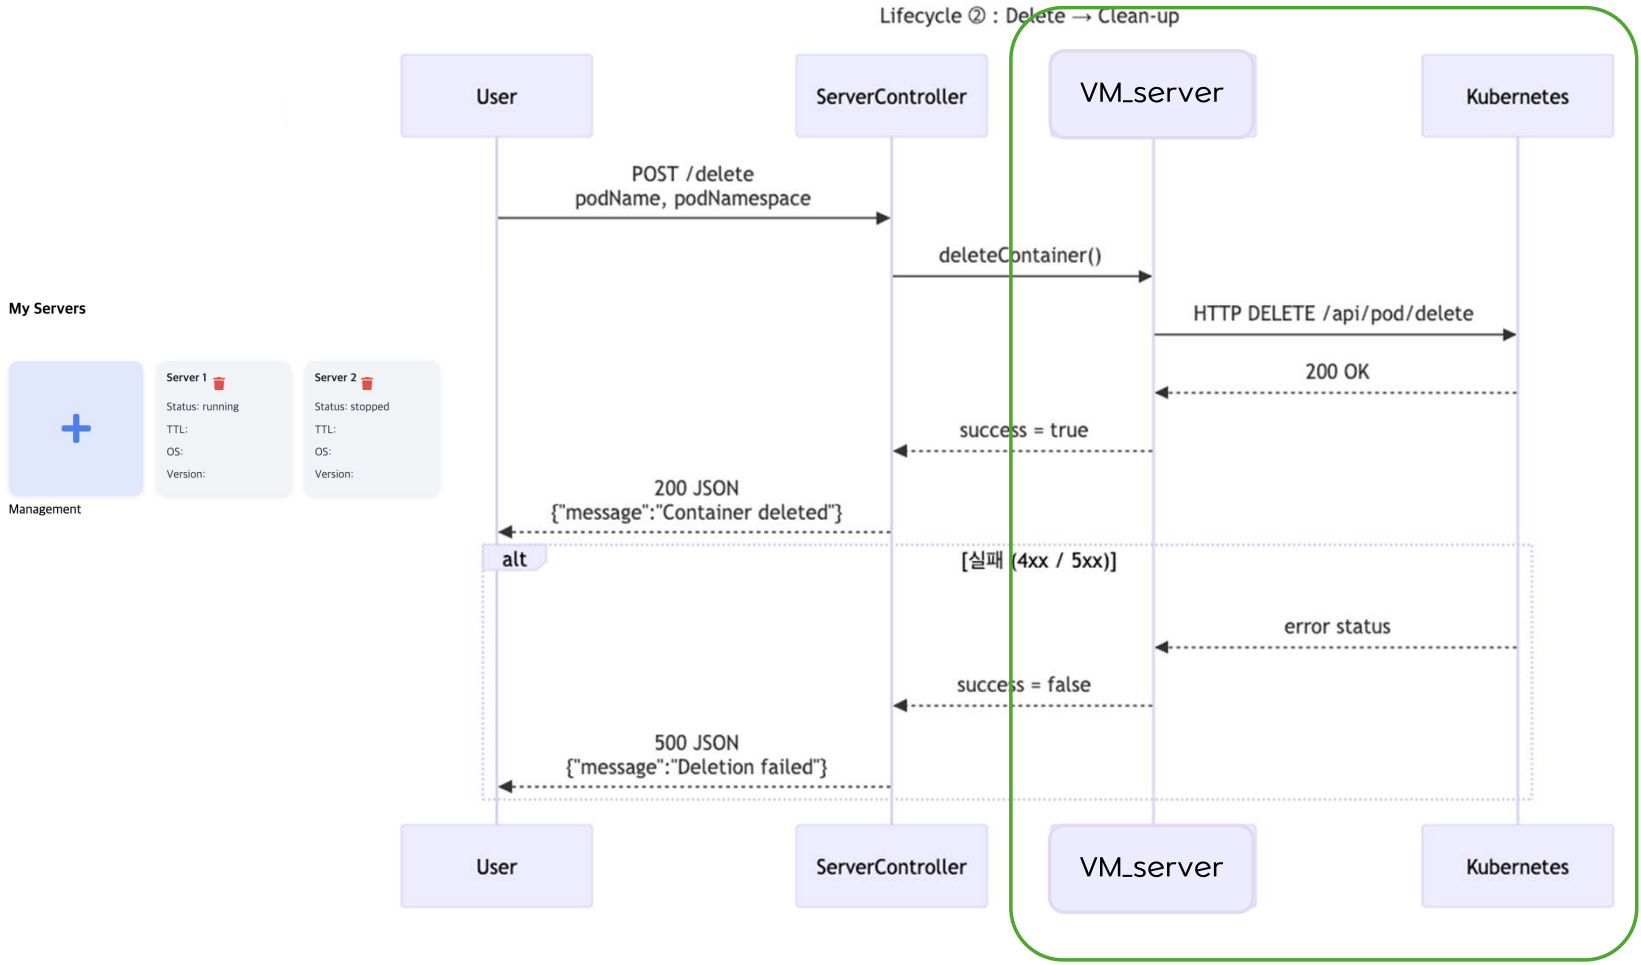 Lifecycle ② : Delete → Clean-up
User
ServerController
VM_server
Kubernetes
POST /delete
podName, podNamespace
deleteContainer()
HTTP DELETE /api/pod/delete
200 OK
success = true
200 JSON
{"message":"Container deleted"}
alt
[실패 (4xx / 5xx)]
error status
success = false
500 JSON
{"message":"Deletion failed"}
User
ServerController
VM_server
Kubernetes
My Servers
Server 1
Status: running
TTL:
OS:
Version:
Server 2
Status: stopped
TTL:
OS:
Version:
Management